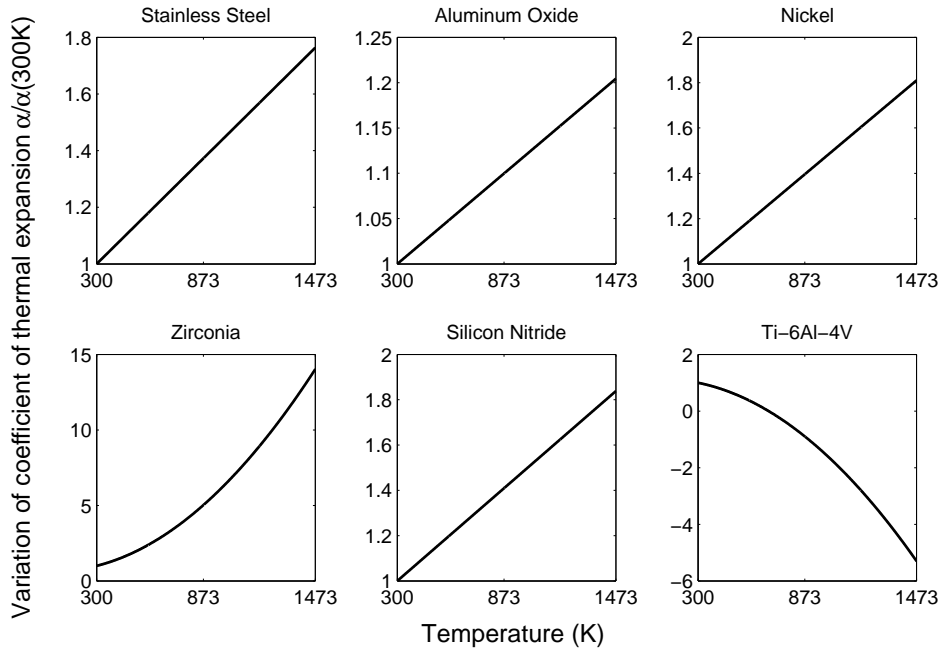 Variation of coefficient of thermal expansion α/α(300K)
Stainless Steel
1.8
1.6
1.4
1.2
1
300 873 1473
Aluminum Oxide
1.25
1.2
1.15
1.1
1.05
1
300 873 1473
Nickel
2
1.8
1.6
1.4
1.2
1
300 873 1473
Zirconia
15
10
5
0
300 873 1473
Silicon Nitride
2
1.8
1.6
1.4
1.2
1
300 873 1473
Ti−6Al−4V
2
0
−2
−4
−6
300 873 1473
Temperature (K)